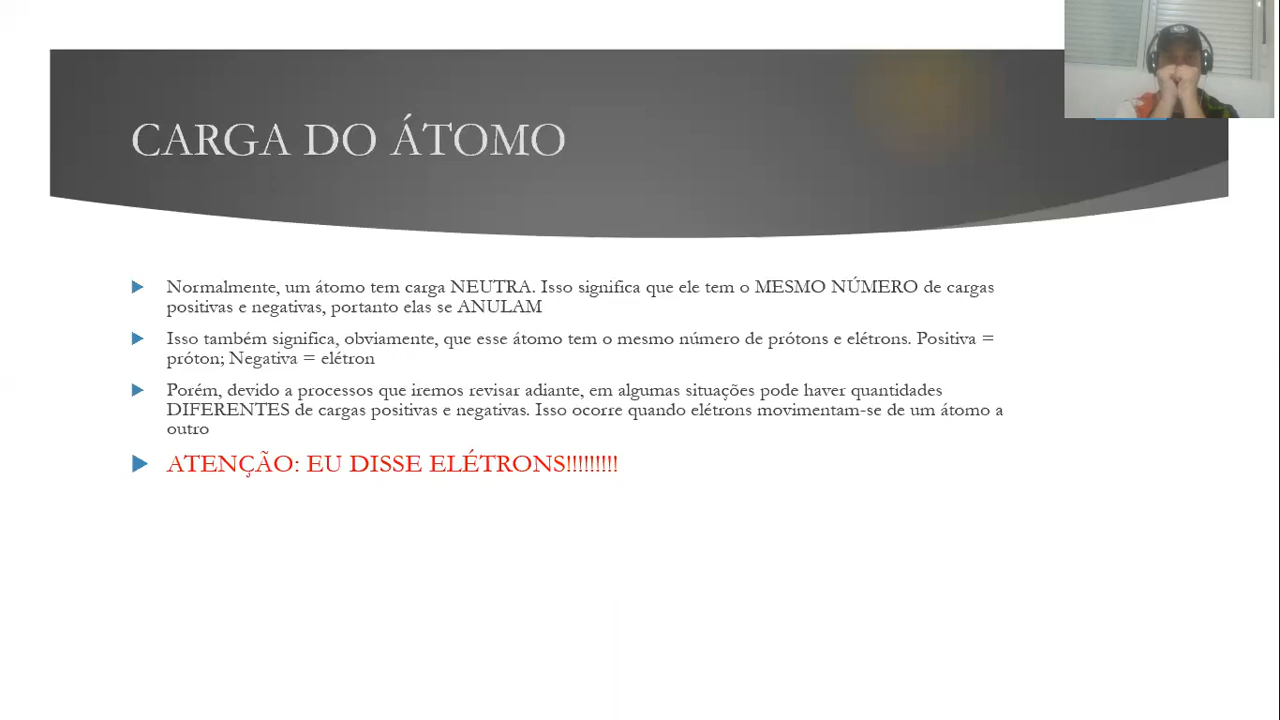 CARGA DO ÁTOMO
Normalmente, um átomo tem carga NEUTRA. Isso significa que ele tem o MESMO NÚMERO de cargas
positivas e negativas, portanto elas se ANULAM
Isso também significa, obviamente, que esse átomo tem o mesmo número de prótons e elétrons. Positiva =
próton; Negativa = elétron
Porém, devido a processos que iremos revisar adiante, em algumas situações pode haver quantidades
DIFERENTES de cargas positivas e negativas. Isso ocorre quando elétrons movimentam-se de um átomo a
outro
ATENÇÃO: EU DISSE ELÉTRONS!!!!!!!!!